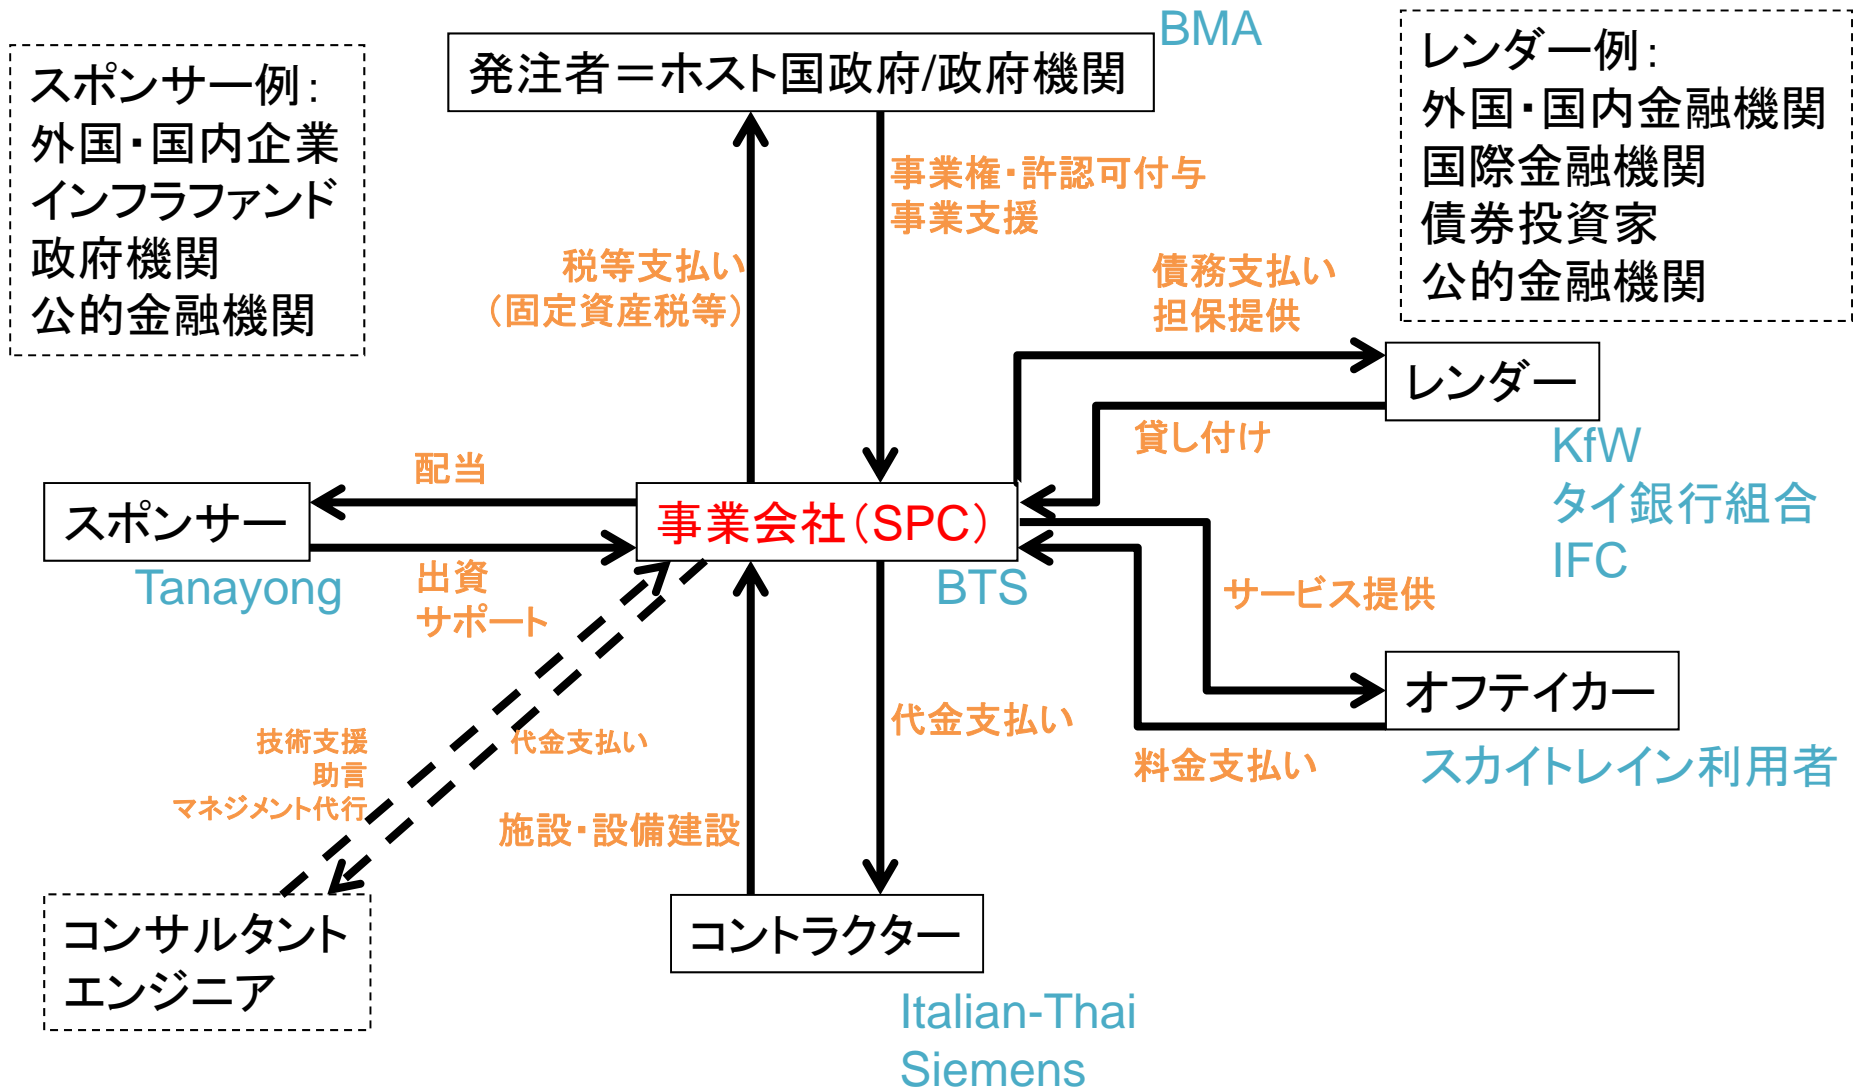 BMA
発注者＝ホスト国政府/政府機関
スポンサー例：
外国・国内企業
インフラファンド
政府機関
公的金融機関
レンダー例：
外国・国内金融機関
国際金融機関
債券投資家
公的金融機関
事業権・許認可付与
事業支援
税等支払い
（固定資産税等）
債務支払い
担保提供
レンダー
貸し付け
KfW
タイ銀行組合
IFC
配当
スポンサー
事業会社（SPC）
Tanayong
出資
サポート
BTS
サービス提供
オフテイカー
料金支払い
スカイトレイン利用者
代金支払い
技術支援
助言
マネジメント代行
代金支払い
施設・設備建設
コンサルタント
エンジニア
コントラクター
Italian-Thai
Siemens